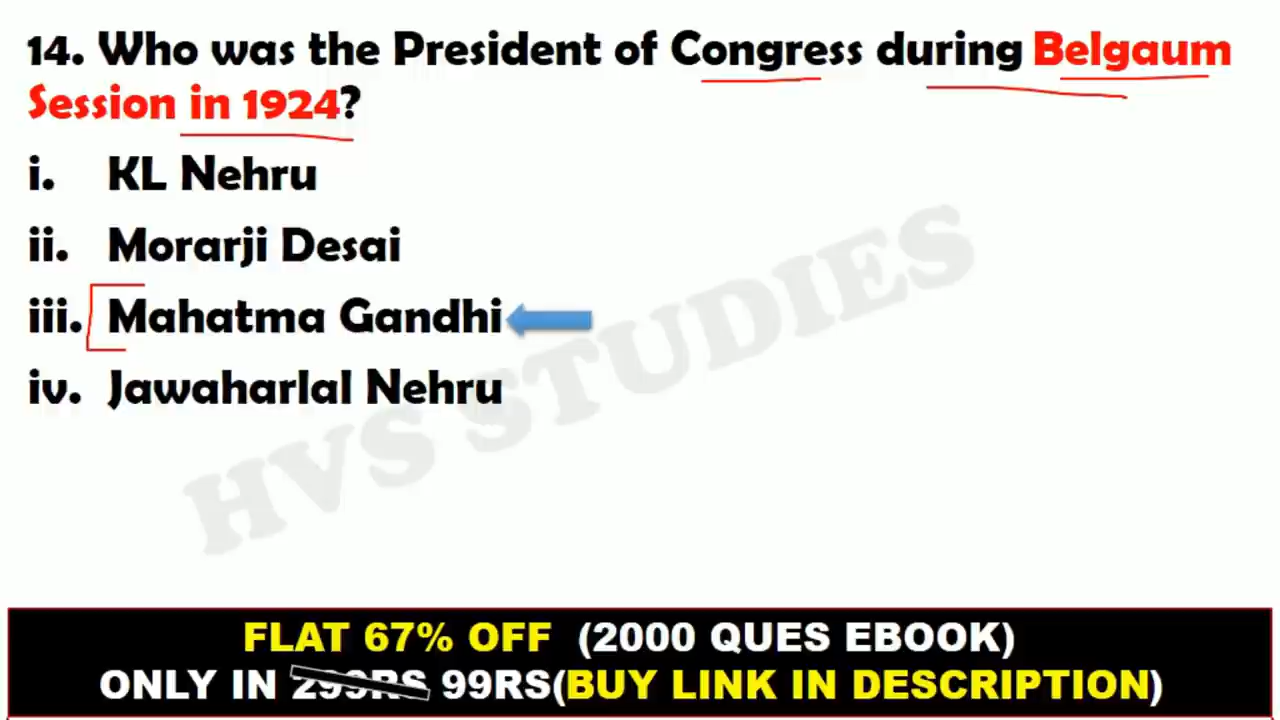 14. Who was the President of Congress during Belgaum
Session in 1924?
i. KL Nehru
ii. Morarji Desai
iii. Mahatma Gandhi
iv. Jawaharlal Nehru
HVS STUDIES
FLAT 67% OFF (2000 QUES EBOOK)
ONLY IN 299RS 99RS(BUY LINK IN DESCRIPTION)